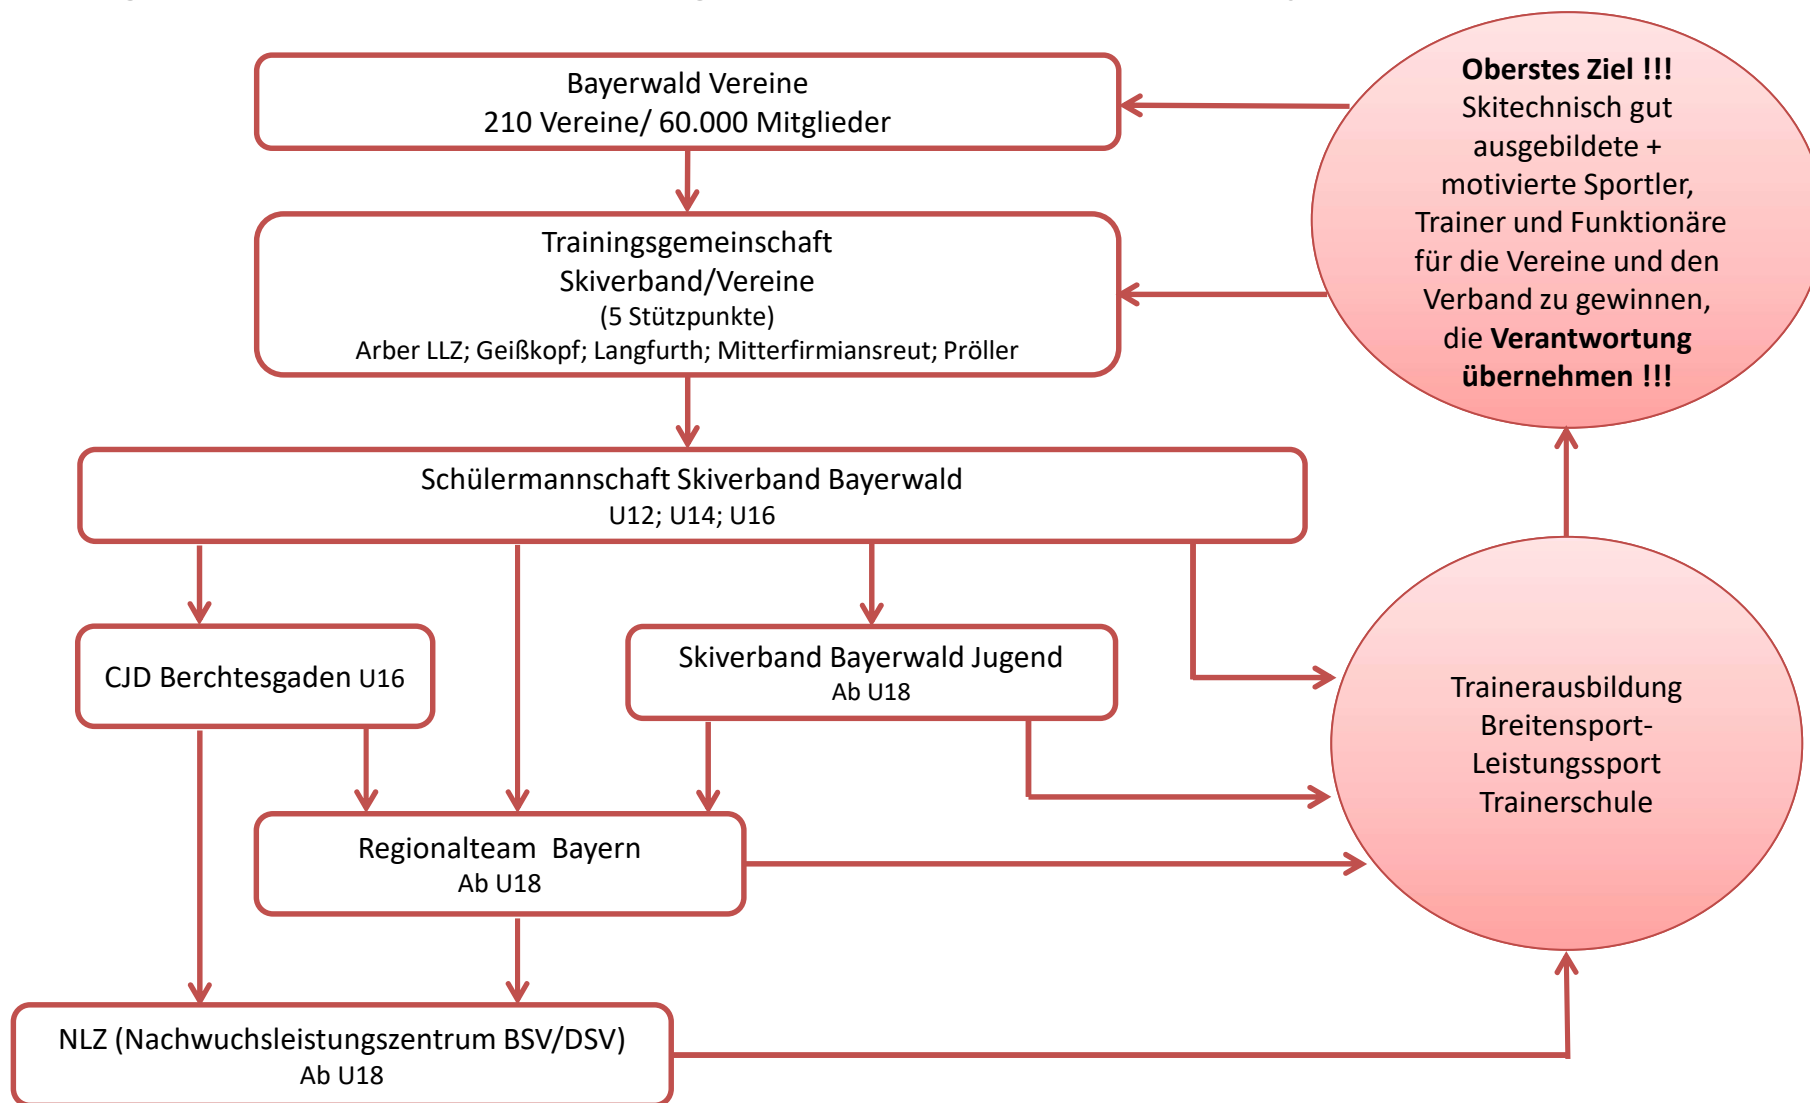 Bayerwald Vereine
210 Vereine/ 60.000 Mitglieder
Oberstes Ziel !!!
Skitechnisch gut
ausgebildete +
motivierte Sportler,
Trainer und Funktionäre
für die Vereine und den
Verband zu gewinnen,
die Verantwortung
übernehmen !!!
Trainingsgemeinschaft
Skiverband/Vereine
(5 Stützpunkte)
Arber LLZ; Geißkopf; Langfurth; Mitterfirmiansreut; Pröller
Schülermannschaft Skiverband Bayerwald
U12; U14; U16
CJD Berchtesgaden U16
Skiverband Bayerwald Jugend
Ab U18
Trainerausbildung
Breitensport-
Leistungssport
Trainerschule
Regionalteam  Bayern
Ab U18
NLZ (Nachwuchsleistungszentrum BSV/DSV)
Ab U18